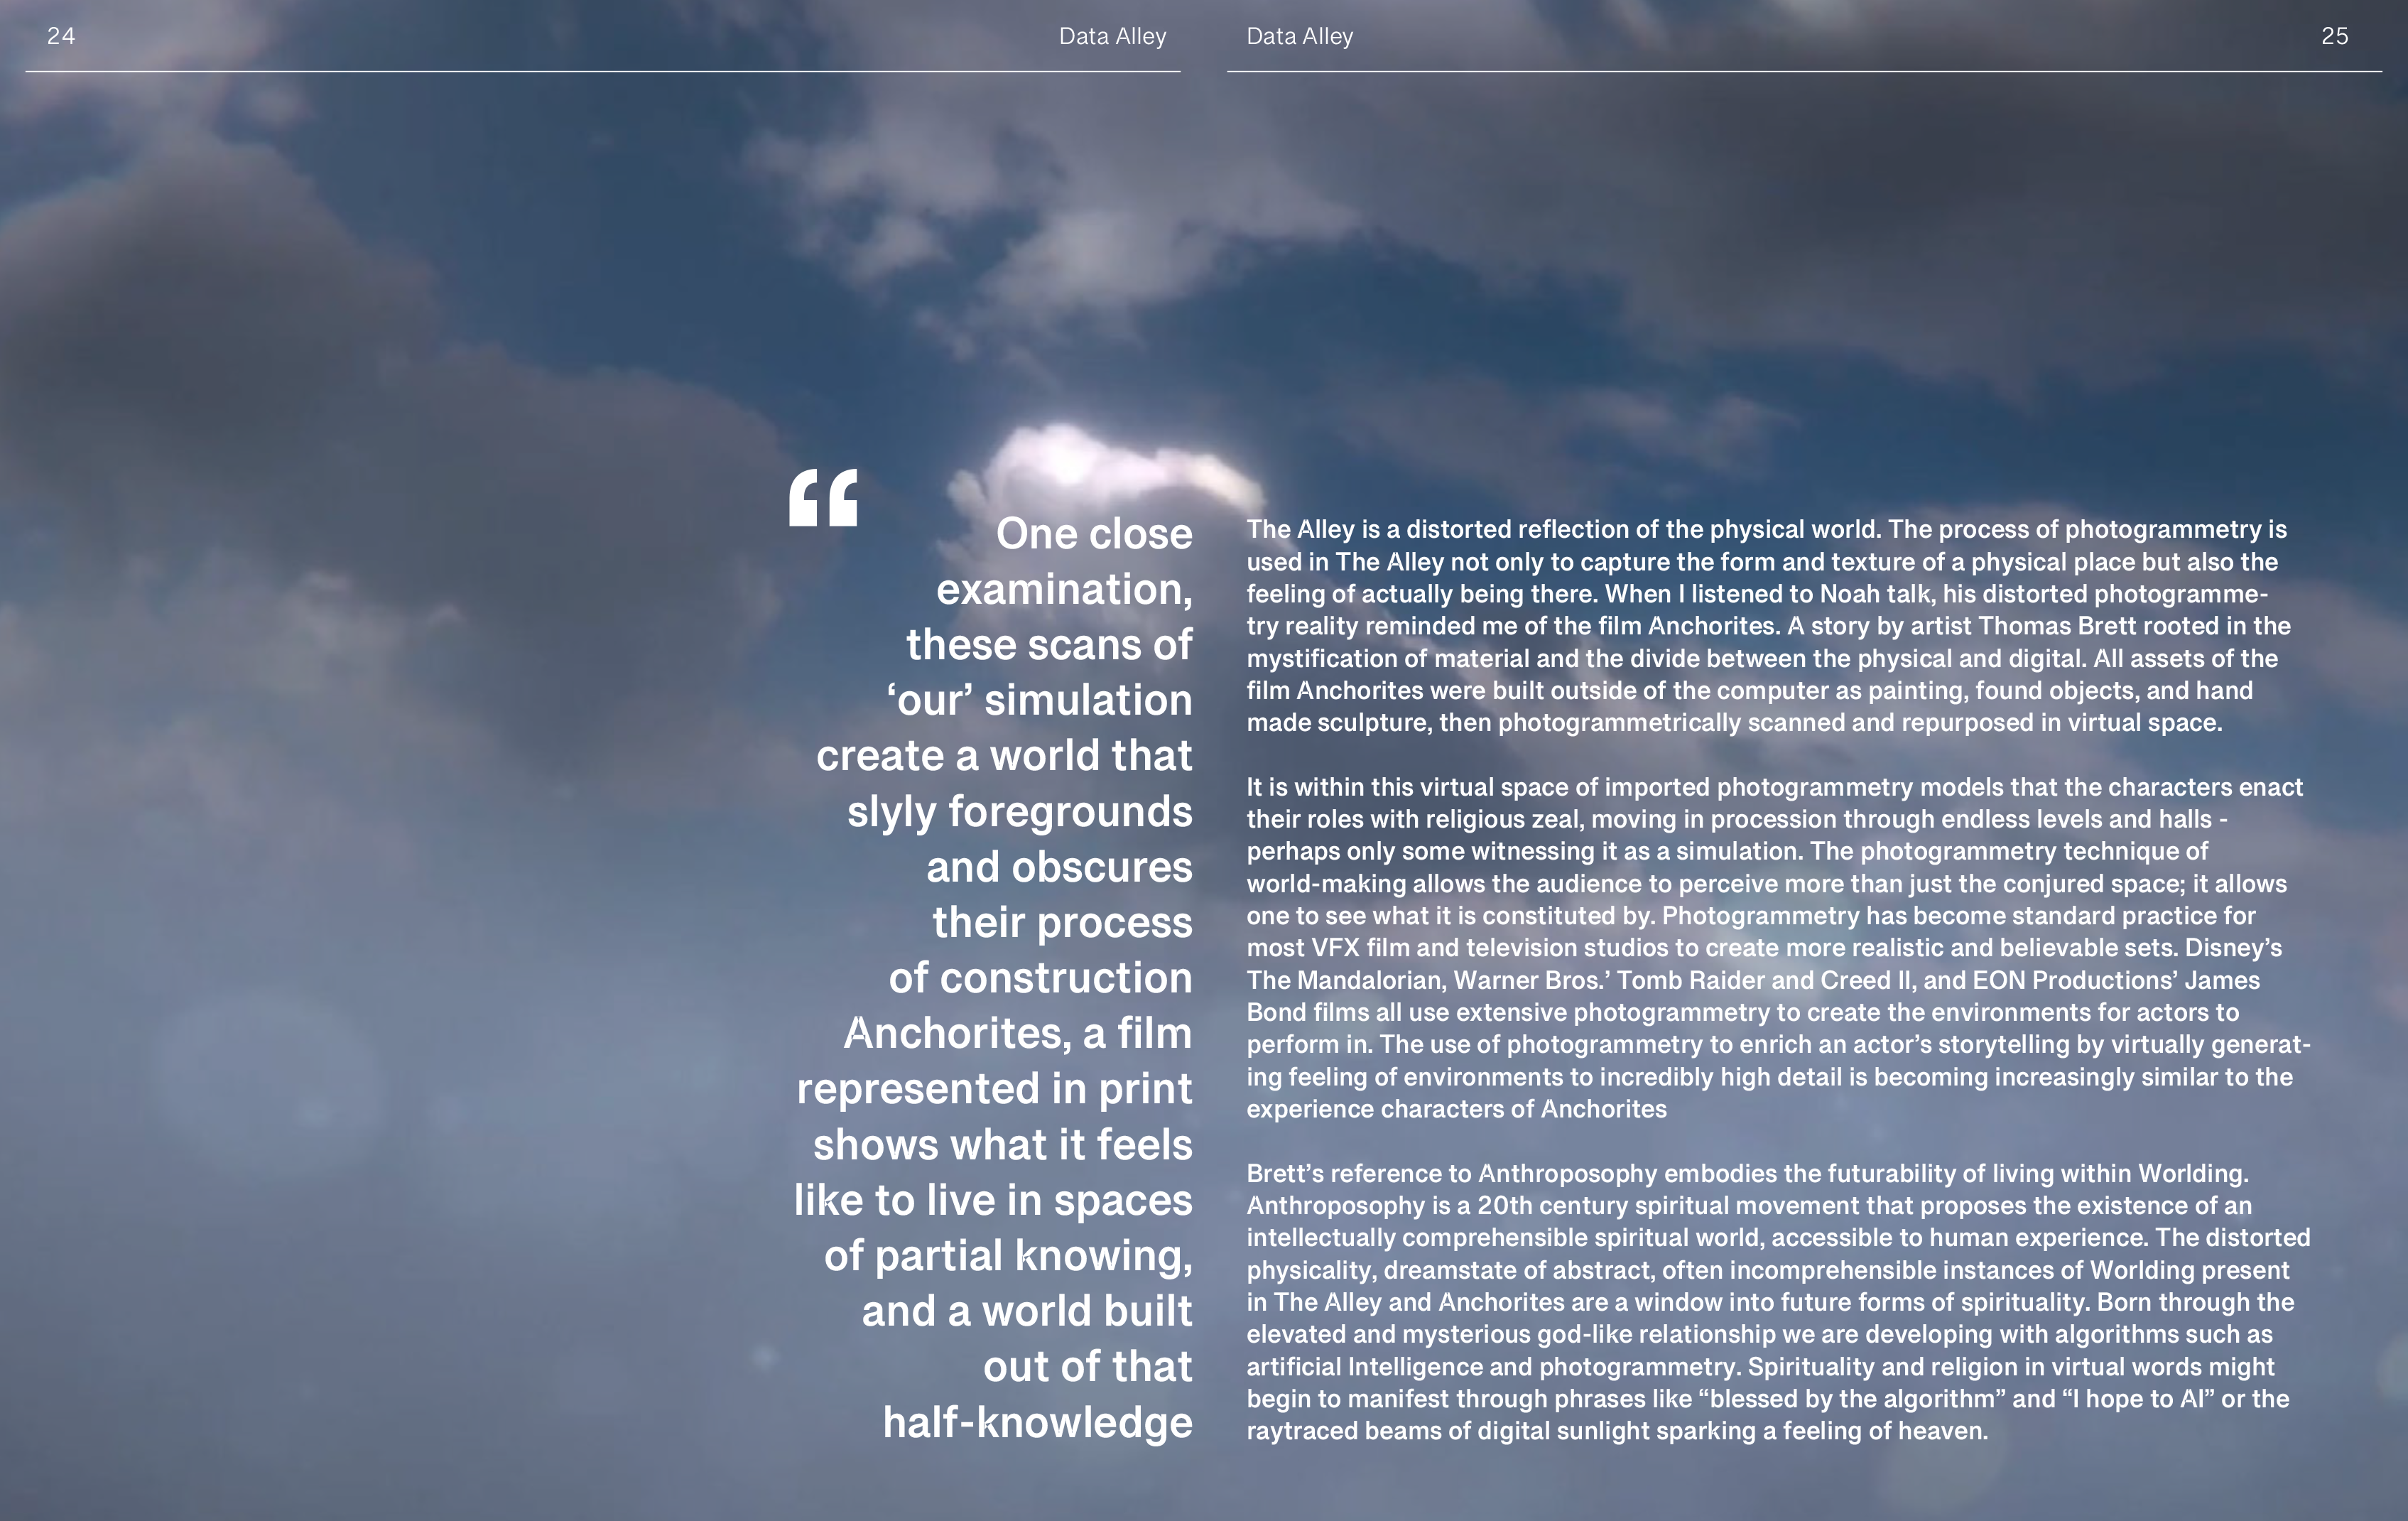 24
Data Alley
Data Alley
25
“
One close
examination,
these scans of
‘our’ simulation
create a world that
slyly foregrounds
and obscures
their process
of construction
Anchorites, a film
represented in print
shows what it feels
like to live in spaces
of partial knowing,
and a world built
out of that
half-knowledge
The Alley is a distorted reflection of the physical world. The process of photogrammetry is
used in The Alley not only to capture the form and texture of a physical place but also the
feeling of actually being there. When I listened to Noah talk, his distorted photogramme-
try reality reminded me of the film Anchorites. A story by artist Thomas Brett rooted in the
mystification of material and the divide between the physical and digital. All assets of the
film Anchorites were built outside of the computer as painting, found objects, and hand
made sculpture, then photogrammetrically scanned and repurposed in virtual space.
It is within this virtual space of imported photogrammetry models that the characters enact
their roles with religious zeal, moving in procession through endless levels and halls -
perhaps only some witnessing it as a simulation. The photogrammetry technique of
world-making allows the audience to perceive more than just the conjured space; it allows
one to see what it is constituted by. Photogrammetry has become standard practice for
most VFX film and television studios to create more realistic and believable sets. Disney’s
The Mandalorian, Warner Bros.’ Tomb Raider and Creed II, and EON Productions’ James
Bond films all use extensive photogrammetry to create the environments for actors to
perform in. The use of photogrammetry to enrich an actor’s storytelling by virtually generat-
ing feeling of environments to incredibly high detail is becoming increasingly similar to the
experience characters of Anchorites
Brett’s reference to Anthroposophy embodies the futurability of living within Worlding.
Anthroposophy is a 20th century spiritual movement that proposes the existence of an
intellectually comprehensible spiritual world, accessible to human experience. The distorted
physicality, dreamstate of abstract, often incomprehensible instances of Worlding present
in The Alley and Anchorites are a window into future forms of spirituality. Born through the
elevated and mysterious god-like relationship we are developing with algorithms such as
artificial Intelligence and photogrammetry. Spirituality and religion in virtual words might
begin to manifest through phrases like “blessed by the algorithm” and “I hope to AI” or the
raytraced beams of digital sunlight sparking a feeling of heaven.